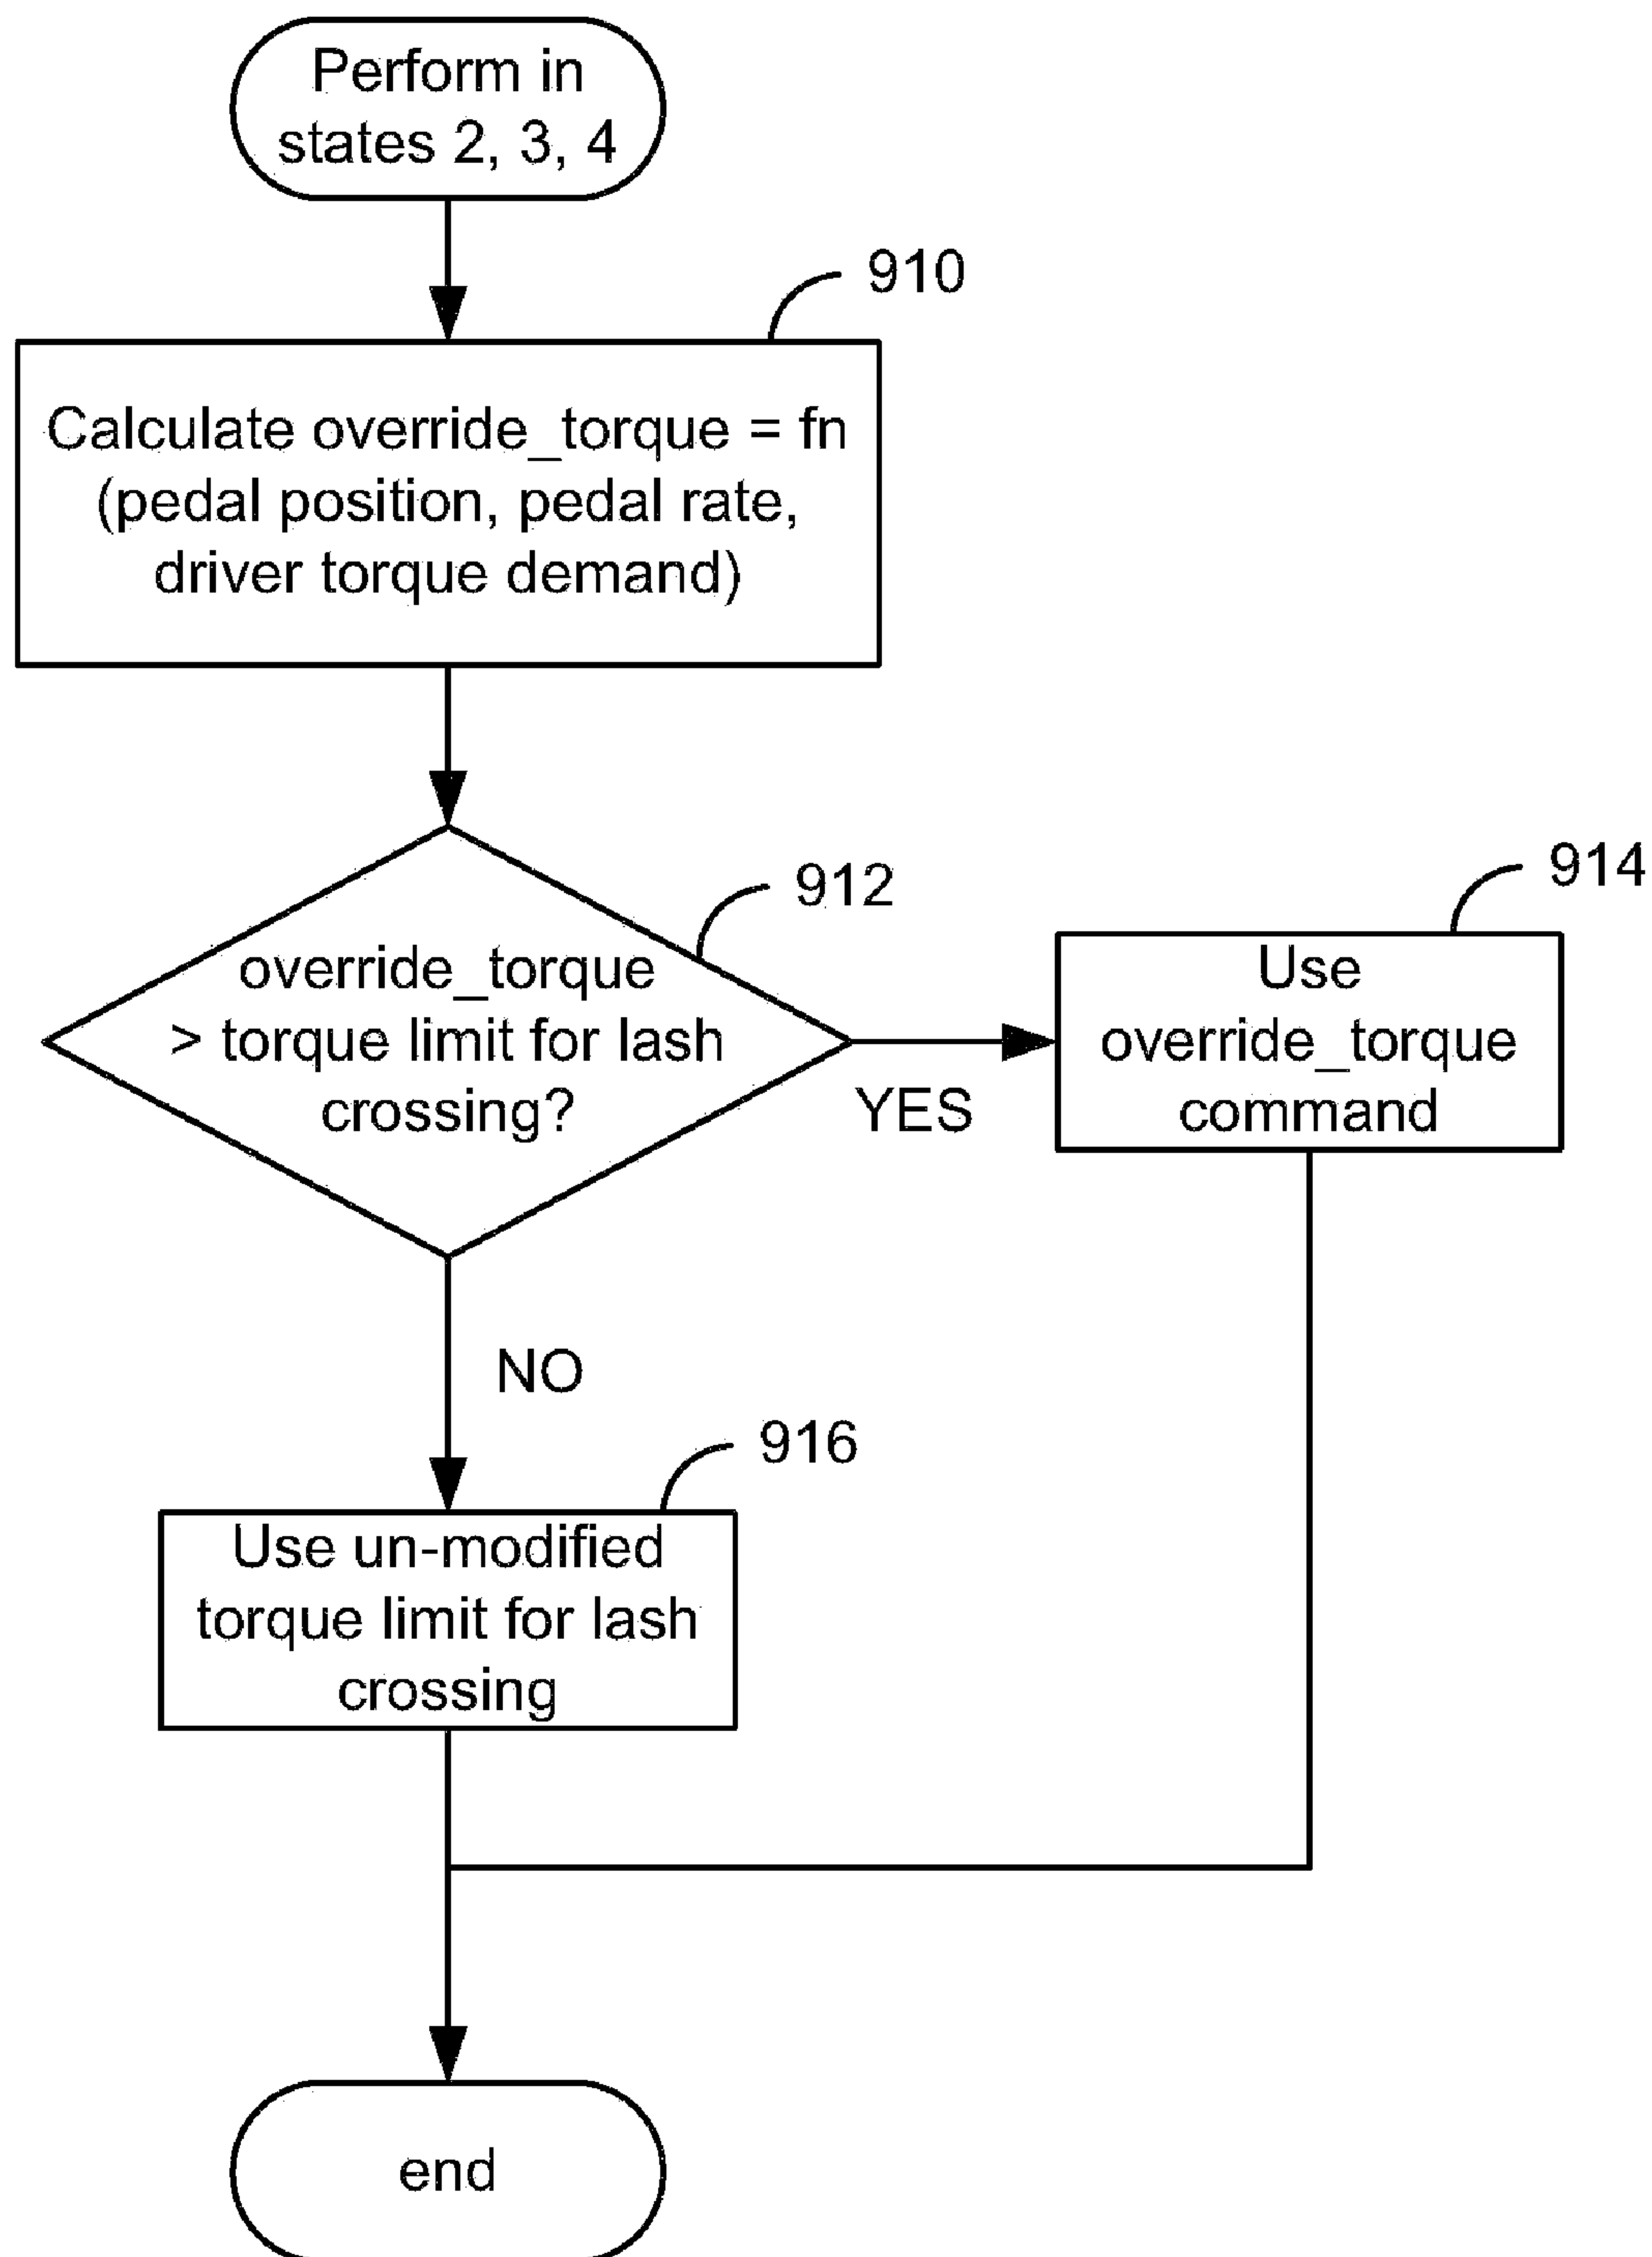 Perform in
states 2, 3, 4
910
Calculate override_torque = fn
(pedal position, pedal rate,
driver torque demand)
912
override_torque
> torque limit for lash
crossing?
YES
914
Use
override_torque
command
NO
916
Use un-modified
torque limit for lash
crossing
end